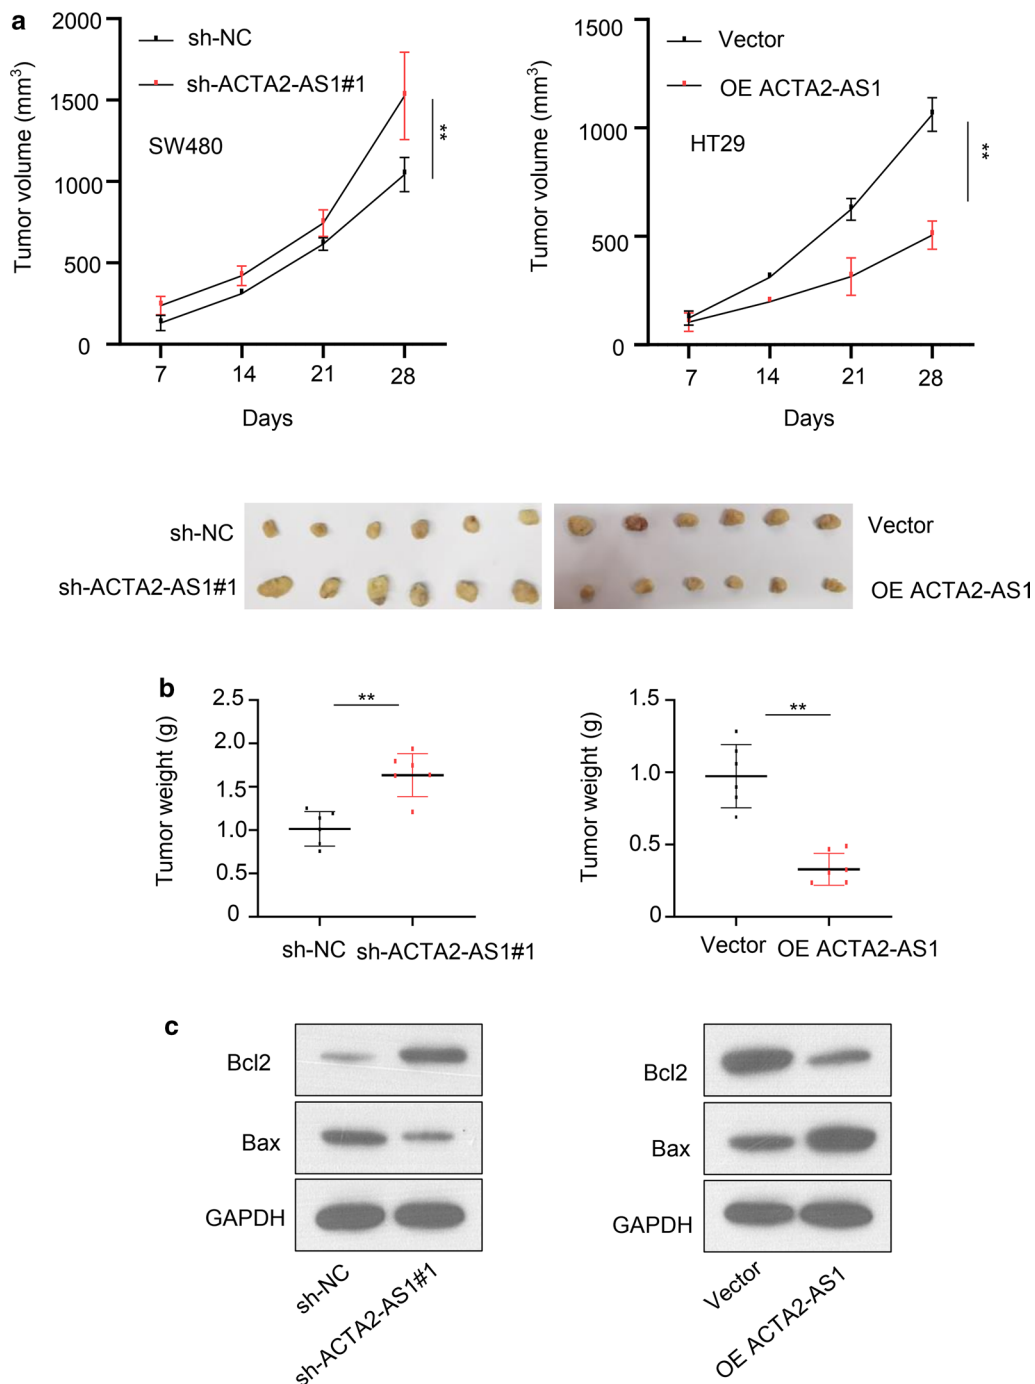 a
2000
1500
1000
500
0
Tumor volume (mm³)
sh-NC
sh-ACTA2-AS1#1
SW480
**
7 14 21 28
Days
1500
1000
500
0
Tumor volume (mm³)
Vector
OE ACTA2-AS1
HT29
**
7 14 21 28
Days
sh-NC
sh-ACTA2-AS1#1
Vector
OE ACTA2-AS1
b
2.5
2.0
1.5
1.0
0.5
0
Tumor weight (g)
**
sh-NC sh-ACTA2-AS1#1
1.5
1.0
0.5
0
Tumor weight (g)
**
Vector OE ACTA2-AS1
c
Bcl2
Bax
GAPDH
sh-NC
sh-ACTA2-AS1#1
Bcl2
Bax
GAPDH
Vector
OE ACTA2-AS1